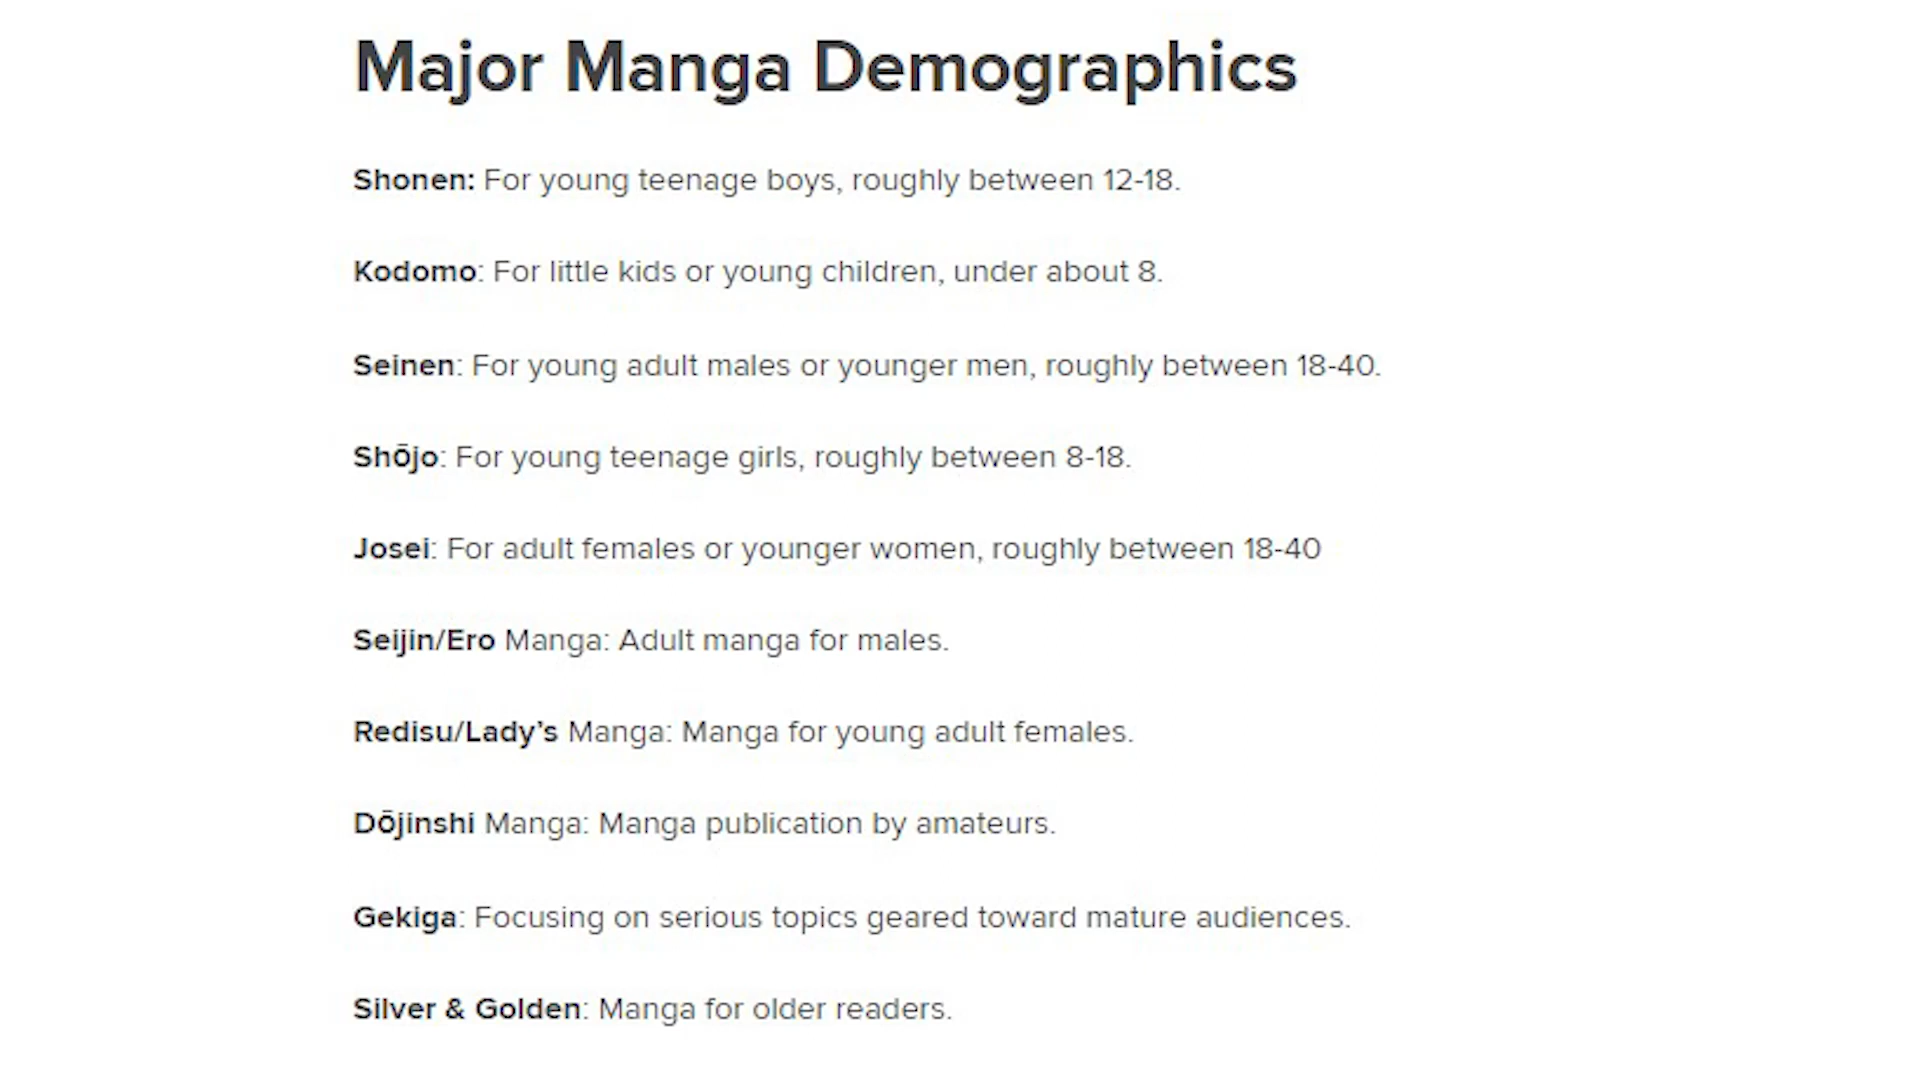 Major Manga Demographics
Shonen: For young teenage boys, roughly between 12-18.
Kodomo: For little kids or young children, under about 8.
Seinen: For young adult males or younger men, roughly between 18-40.
Shōjo: For young teenage girls, roughly between 8-18.
Josei: For adult females or younger women, roughly between 18-40
Seijin/Ero Manga: Adult manga for males.
Redisu/Lady’s Manga: Manga for young adult females.
Dōjinshi Manga: Manga publication by amateurs.
Gekiga: Focusing on serious topics geared toward mature audiences.
Silver & Golden: Manga for older readers.